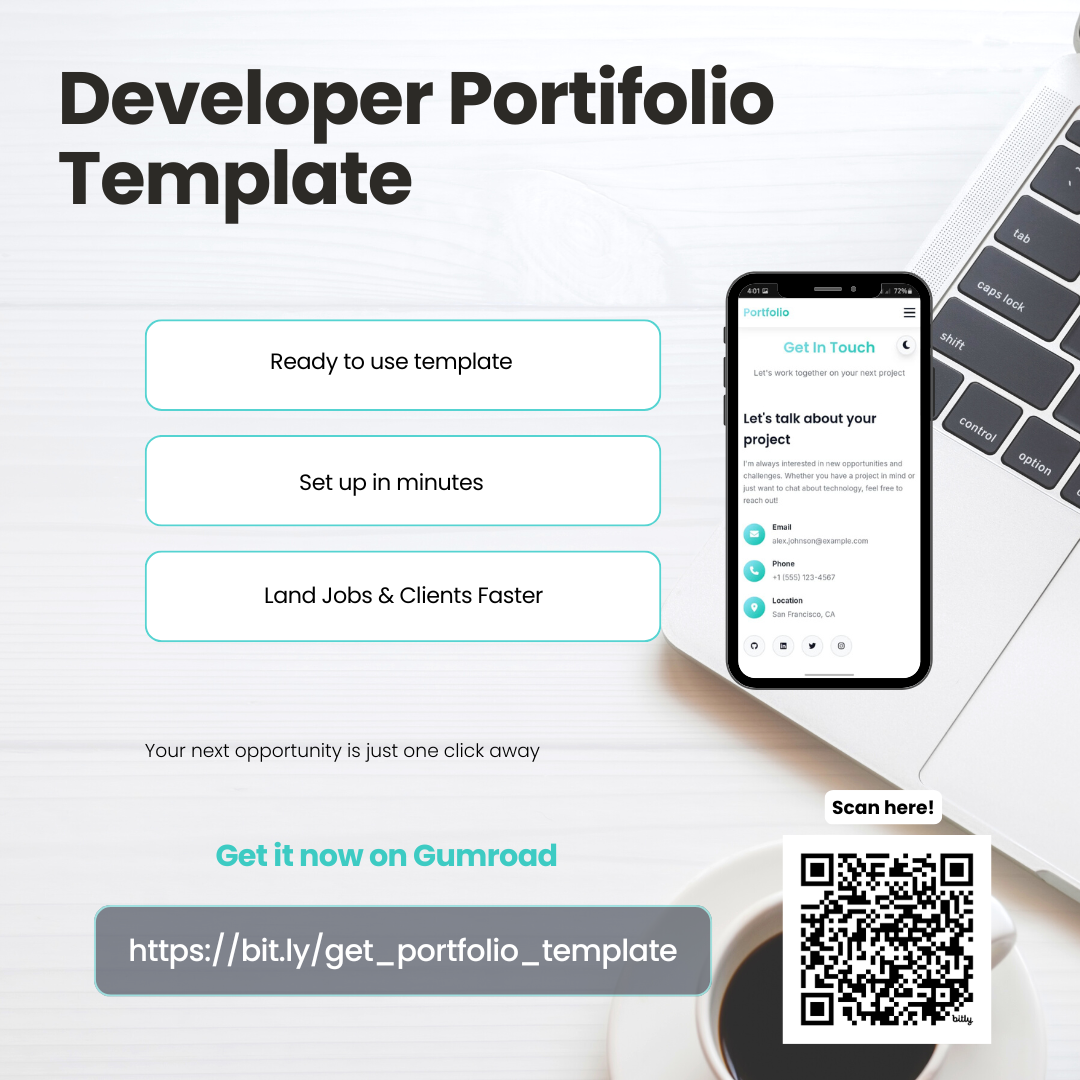 Developer Portifolio
Template
Ready to use template
Set up in minutes
Land Jobs & Clients Faster
Your next opportunity is just one click away
Get it now on Gumroad
https://bit.ly/get_portfolio_template
4:01
72%
Portfolio
Get In Touch
Let's work together on your next project
Let's talk about your
project
I'm always interested in new opportunities and
challenges. Whether you have a project in mind or
just want to chat about technology, feel free to
reach out!
Email
alex.johnson@example.com
Phone
+1 (555) 123-4567
Location
San Francisco, CA
tab
caps lock
shift
control
option
Scan here!
bitly